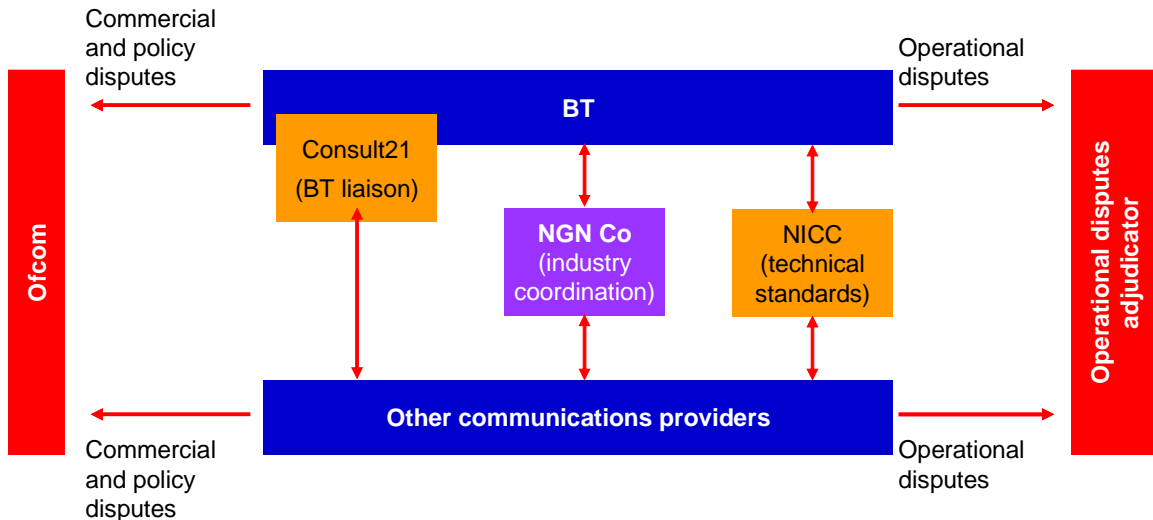 Commercial
and policy
disputes
Operational
disputes
BT
Consult21
(BT liaison)
Ofcom
NGN Co
(industry
coordination)
NICC
(technical
standards)
Operational disputes
adjudicator
Other communications providers
Commercial
and policy
disputes
Operational
disputes